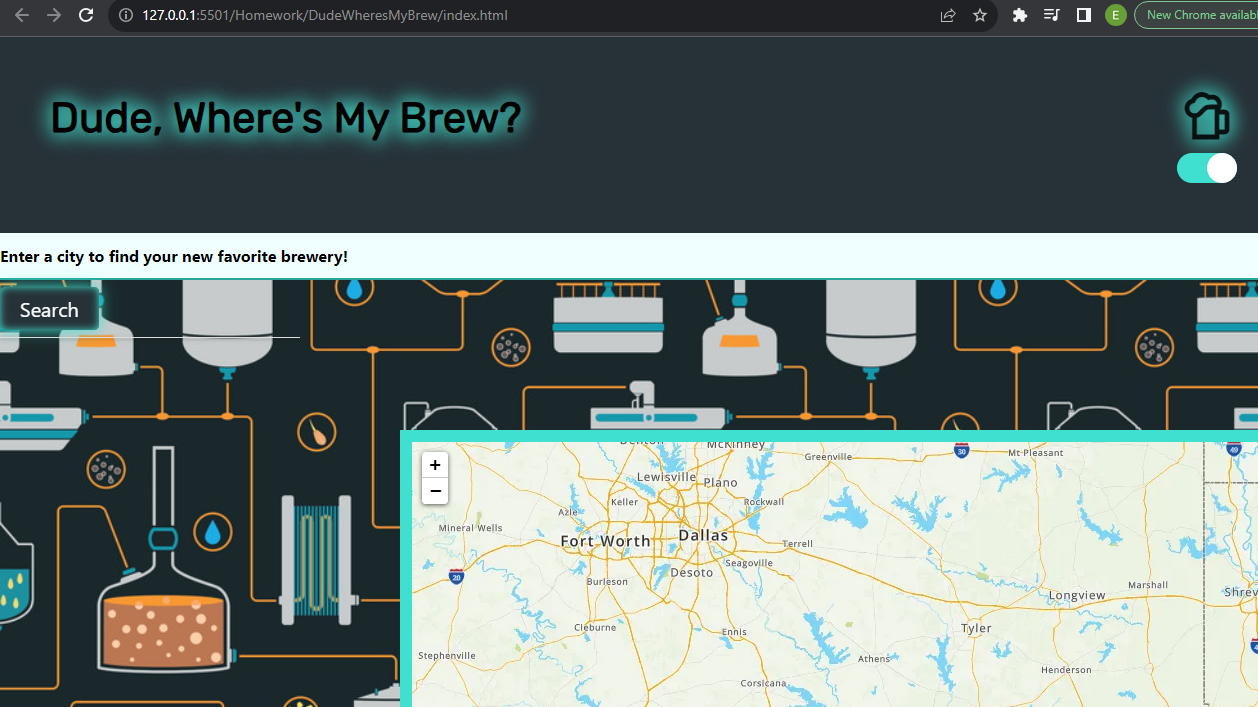 127.0.0.1:5501/Homework/DudeWheresMyBrew/index.html
E
New Chrome availab
Dude, Where's My Brew?
Enter a city to find your new favorite brewery!
Search
Denton
McKinney
Greenville
30
Mt Pleasant
49
+
Lewisville
Plano
−
Keller
Rockwall
Azle
Mineral Wells
Fort Worth
Dallas
Terrell
Seagoville
20
Burleson
Desoto
Marshall
Longview
Shrev
Cleburne
Ennis
Tyler
Stephenville
Athens
Henderson
Corsicana